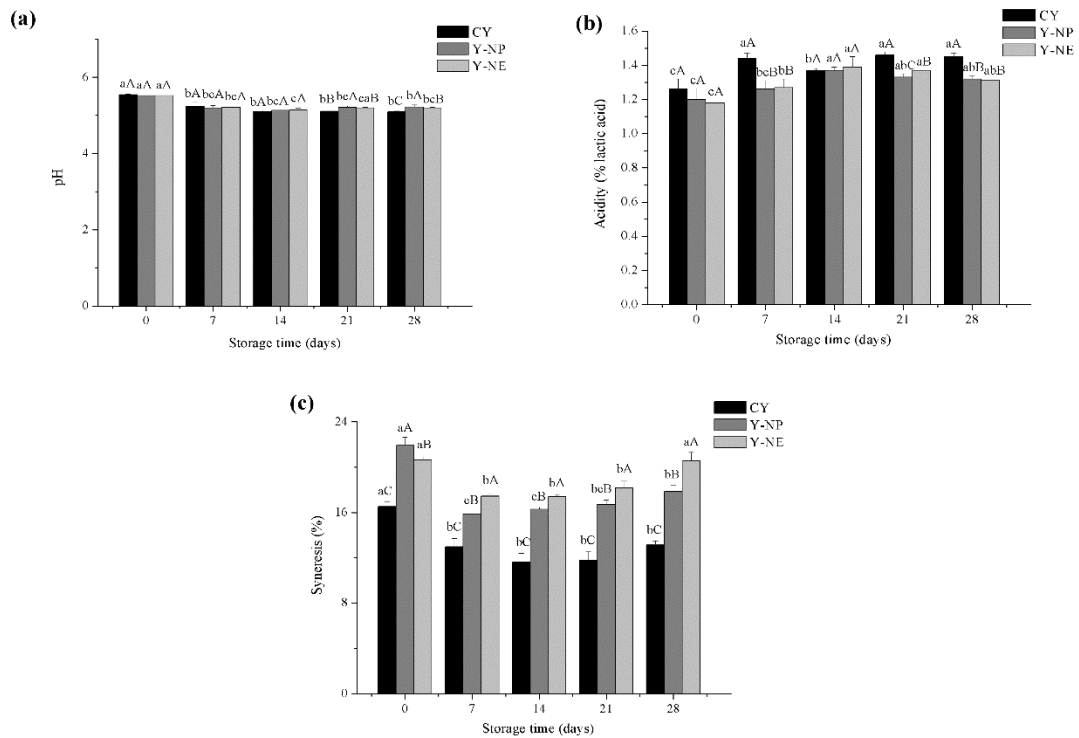 (a)
CY
Y-NP
Y-NE
6
4
2
0
pH
aA aA aA
bA bcA bcA
bA bcA cA
bB bcA caB
bC bA bcB
0 7 14 21 28
Storage time (days)
(b)
CY
Y-NP
Y-NE
1.6
1.4
1.2
1.0
0.8
0.6
0.4
0.2
0.0
Acidity (% lactic acid)
cA cA cA
aA bcB bB
bA aA aA
aA abC aB
aA abB abB
0 7 14 21 28
Storage time (days)
(c)
CY
Y-NP
Y-NE
24
16
8
0
Syneresis (%)
aC aA aB
bC cB bA
bC cB bA
bC bcB bA
bC bB aA
0 7 14 21 28
Storage time (days)